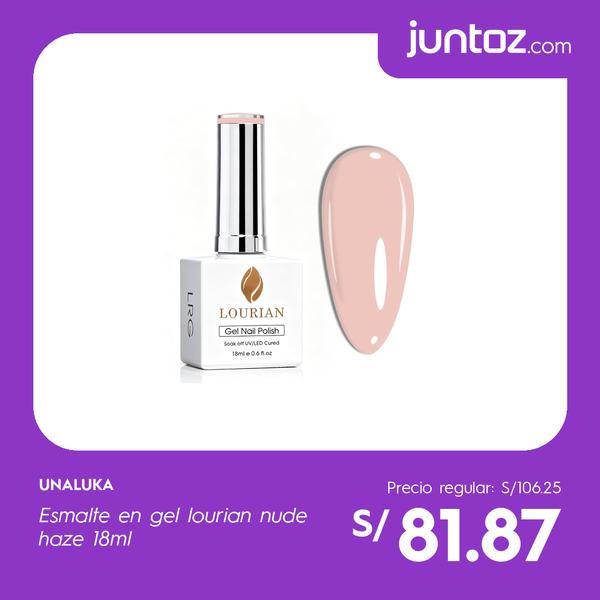 juntoz.com
LRG
LOURIAN
Gel Nail Polish
Soak off UV/LED Cured
18ml e 0.6 fl.oz
UNALUKA
Esmalte en gel lourian nude
haze 18ml
Precio regular: S/106.25
S/81.87